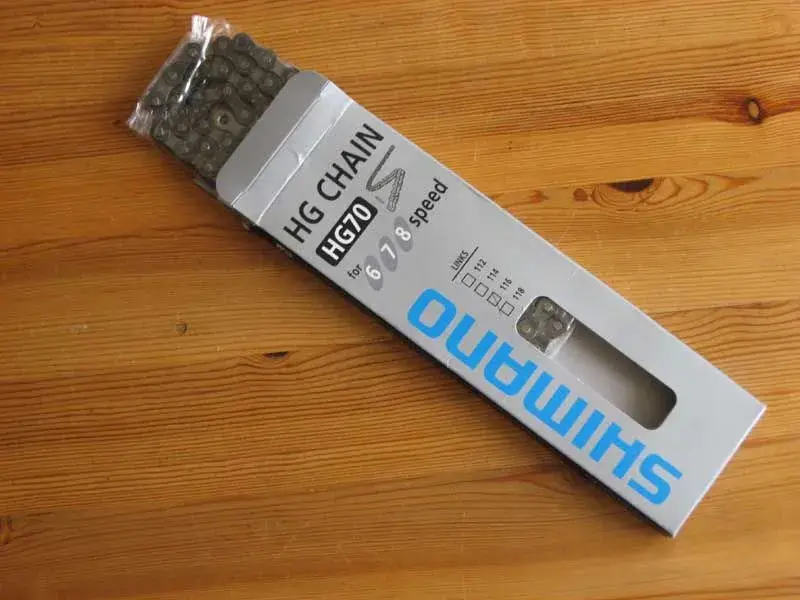 HG CHAIN
HG70
for 6 7 8 speed
LINKS
112
114
116
118
SHIMANO